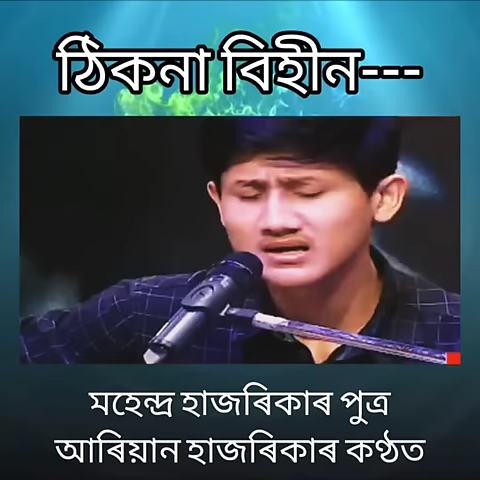 ঠিকনা বিহীন---
মহেন্দ্ৰ হাজৰিকাৰ পুত্ৰ
আৰিয়ান হাজৰিকাৰ কণ্ঠত